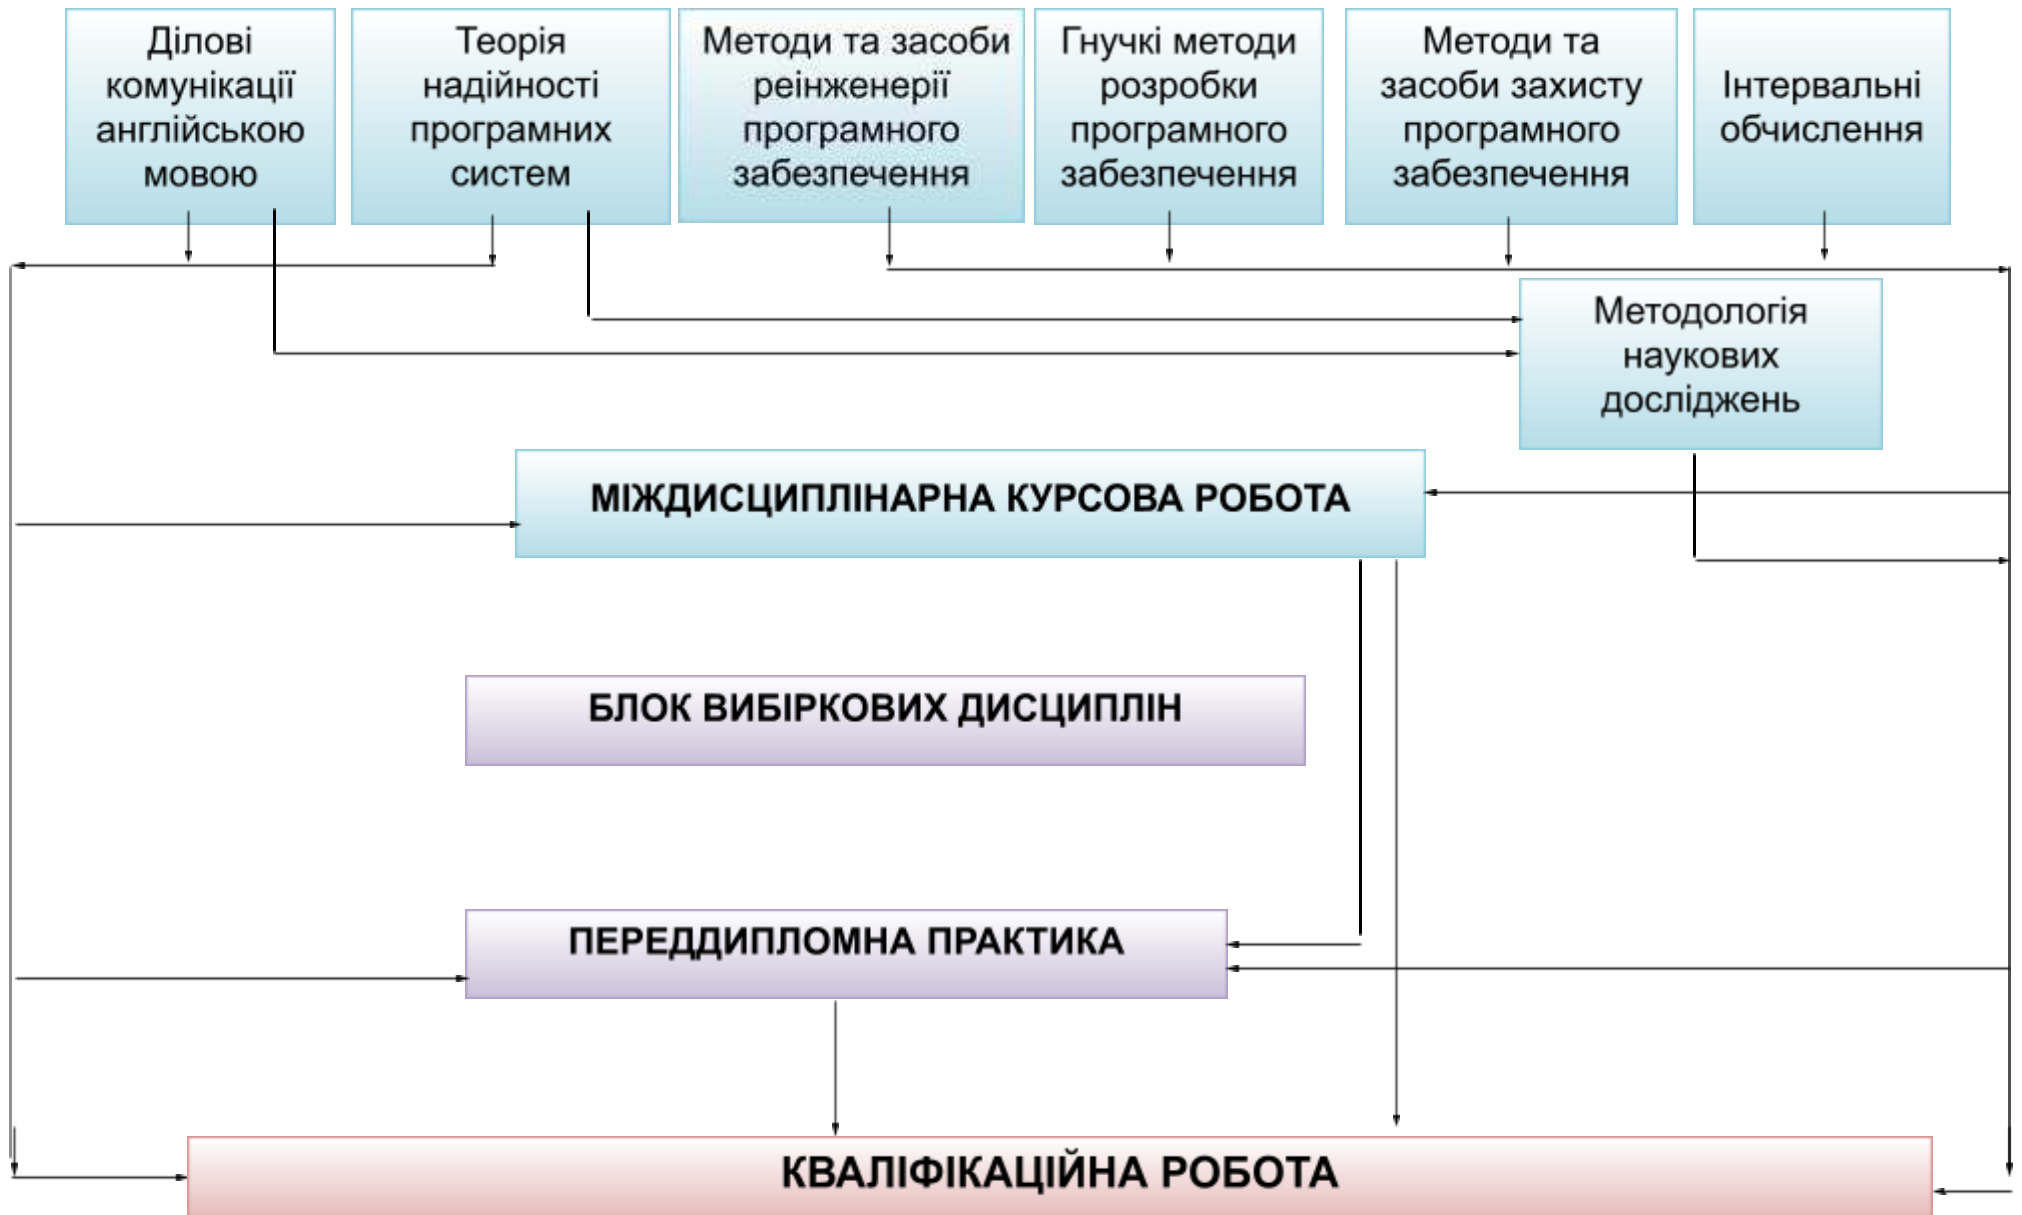 Ділові
комунікації
англійською
мовою
Теорія
надійності
програмних
систем
Методи та засоби
реінженерії
програмного
забезпечення
Гнучкі методи
розробки
програмного
забезпечення
Методи та
засоби захисту
програмного
забезпечення
Інтервальні
обчислення
Методологія
наукових
досліджень
МІЖДИСЦИПЛІНАРНА КУРСОВА РОБОТА
БЛОК ВИБІРКОВИХ ДИСЦИПЛІН
ПЕРЕДДИПЛОМНА ПРАКТИКА
КВАЛІФІКАЦІЙНА РОБОТА